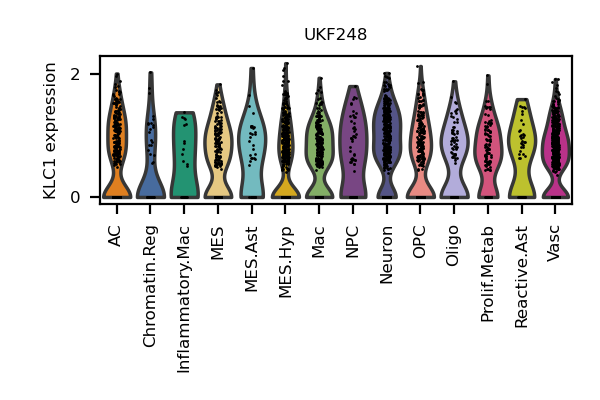 UKF248
KLC1 expression
2
0
AC
Chromatin.Reg
Inflammatory.Mac
MES
MES.Ast
MES.Hyp
Mac
NPC
Neuron
OPC
Oligo
Prolif.Metab
Reactive.Ast
Vasc